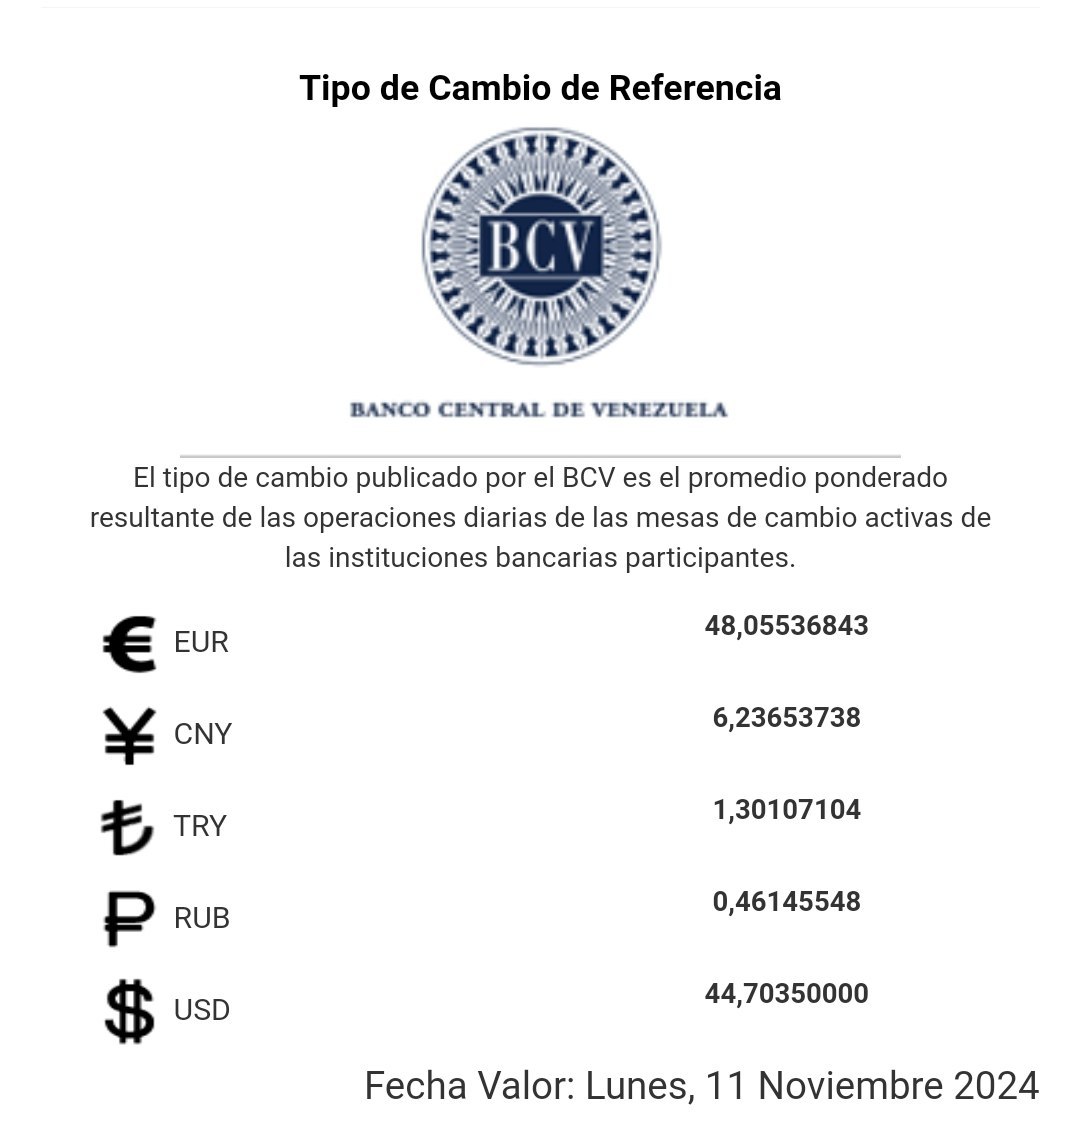 Tipo de Cambio de Referencia
BCV
BANCO CENTRAL DE VENEZUELA
El tipo de cambio publicado por el BCV es el promedio ponderado
resultante de las operaciones diarias de las mesas de cambio activas de
las instituciones bancarias participantes.
€ EUR 48,05536843
¥ CNY 6,23653738
₺ TRY 1,30107104
₽ RUB 0,46145548
$ USD 44,70350000
Fecha Valor: Lunes, 11 Noviembre 2024